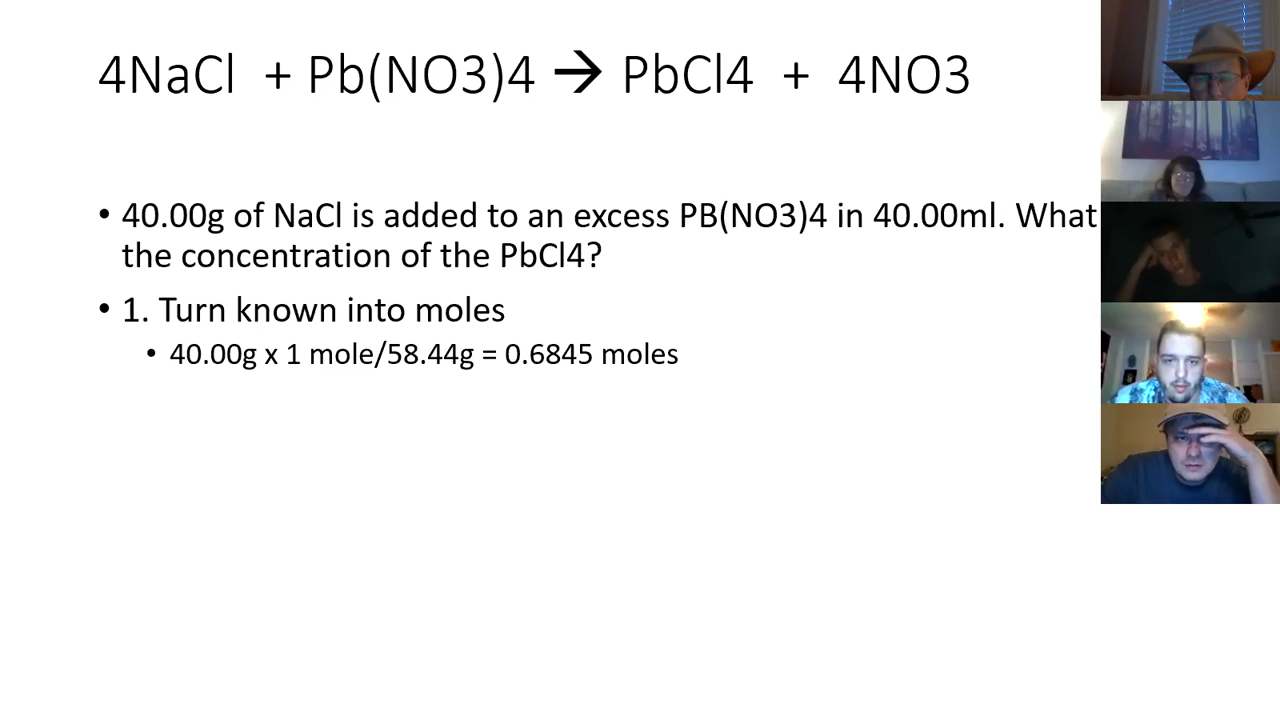 4NaCl + Pb(NO3)4 → PbCl4 + 4NO3
• 40.00g of NaCl is added to an excess PB(NO3)4 in 40.00ml. What
the concentration of the PbCl4?
• 1. Turn known into moles
• 40.00g x 1 mole/58.44g = 0.6845 moles